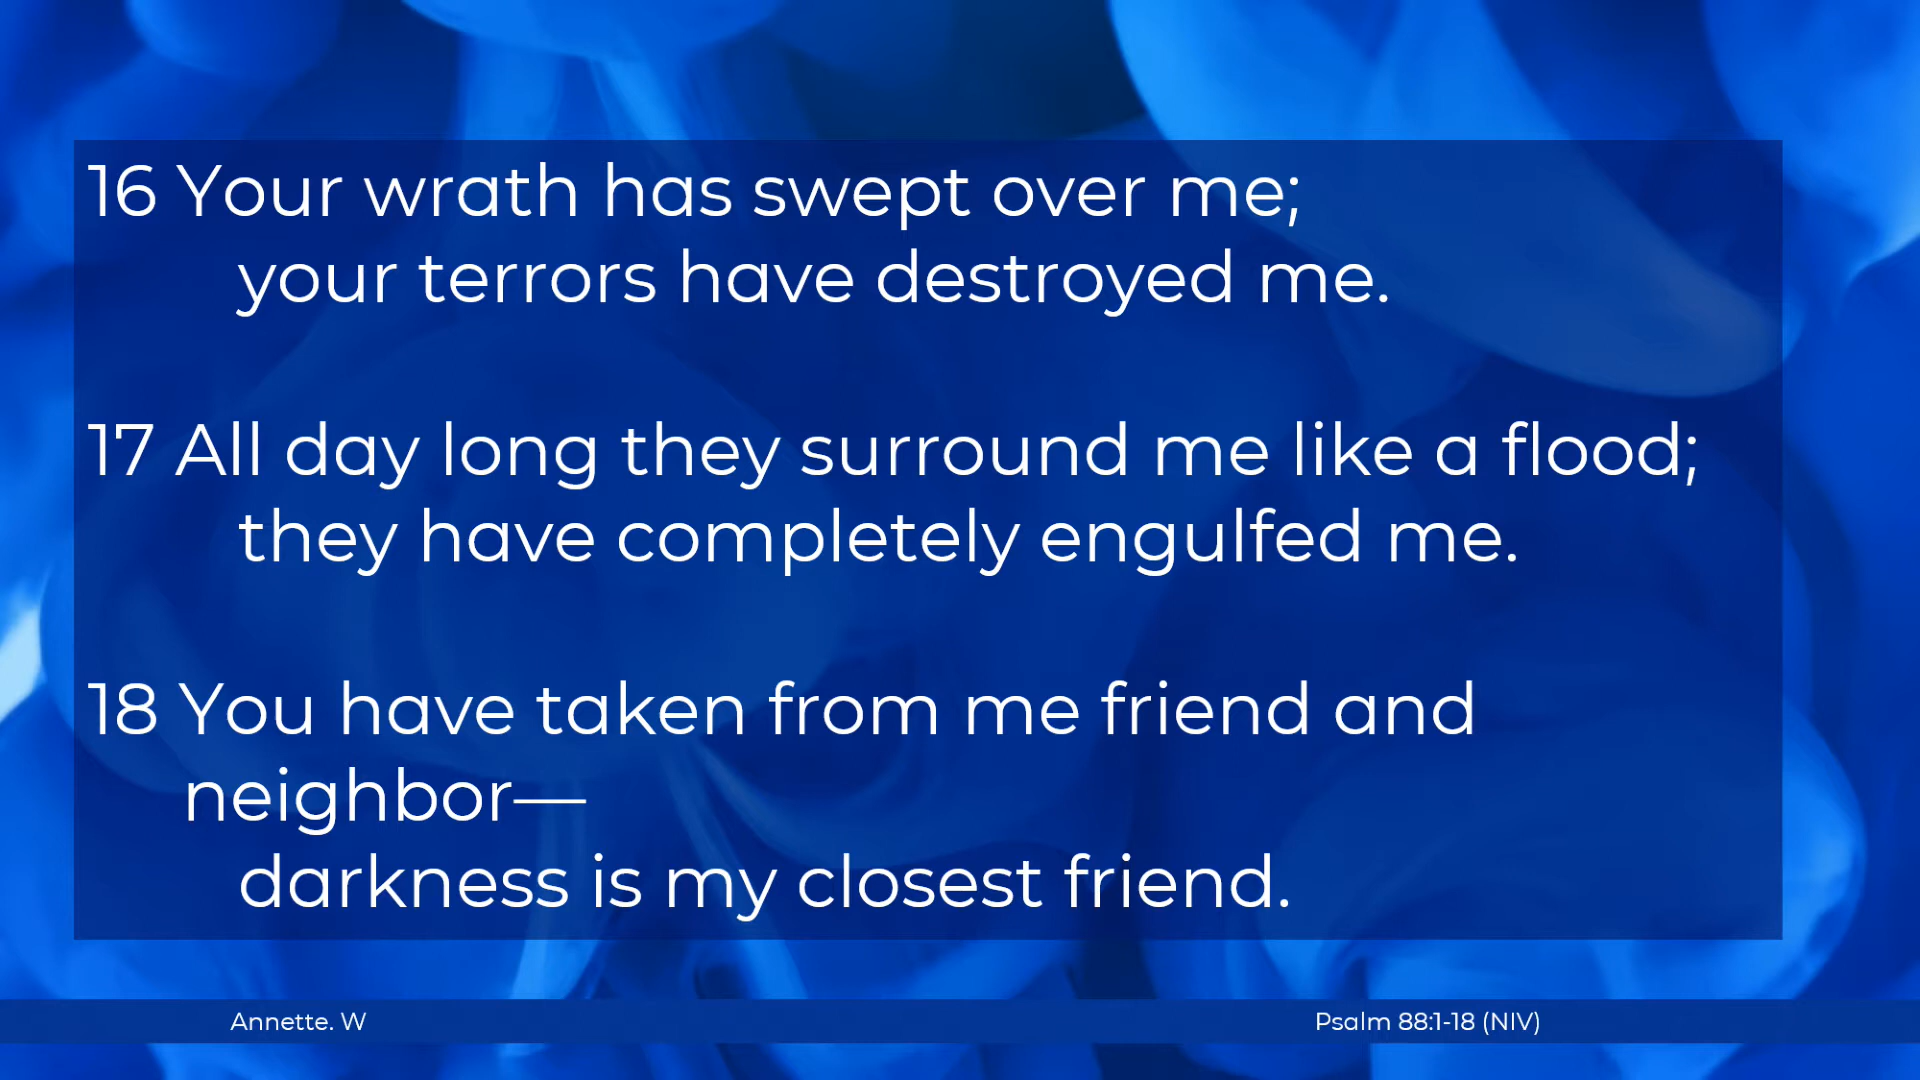 16 Your wrath has swept over me;
your terrors have destroyed me.
17 All day long they surround me like a flood;
they have completely engulfed me.
18 You have taken from me friend and
neighbor—
darkness is my closest friend.
Annette. W
Psalm 88:1-18 (NIV)